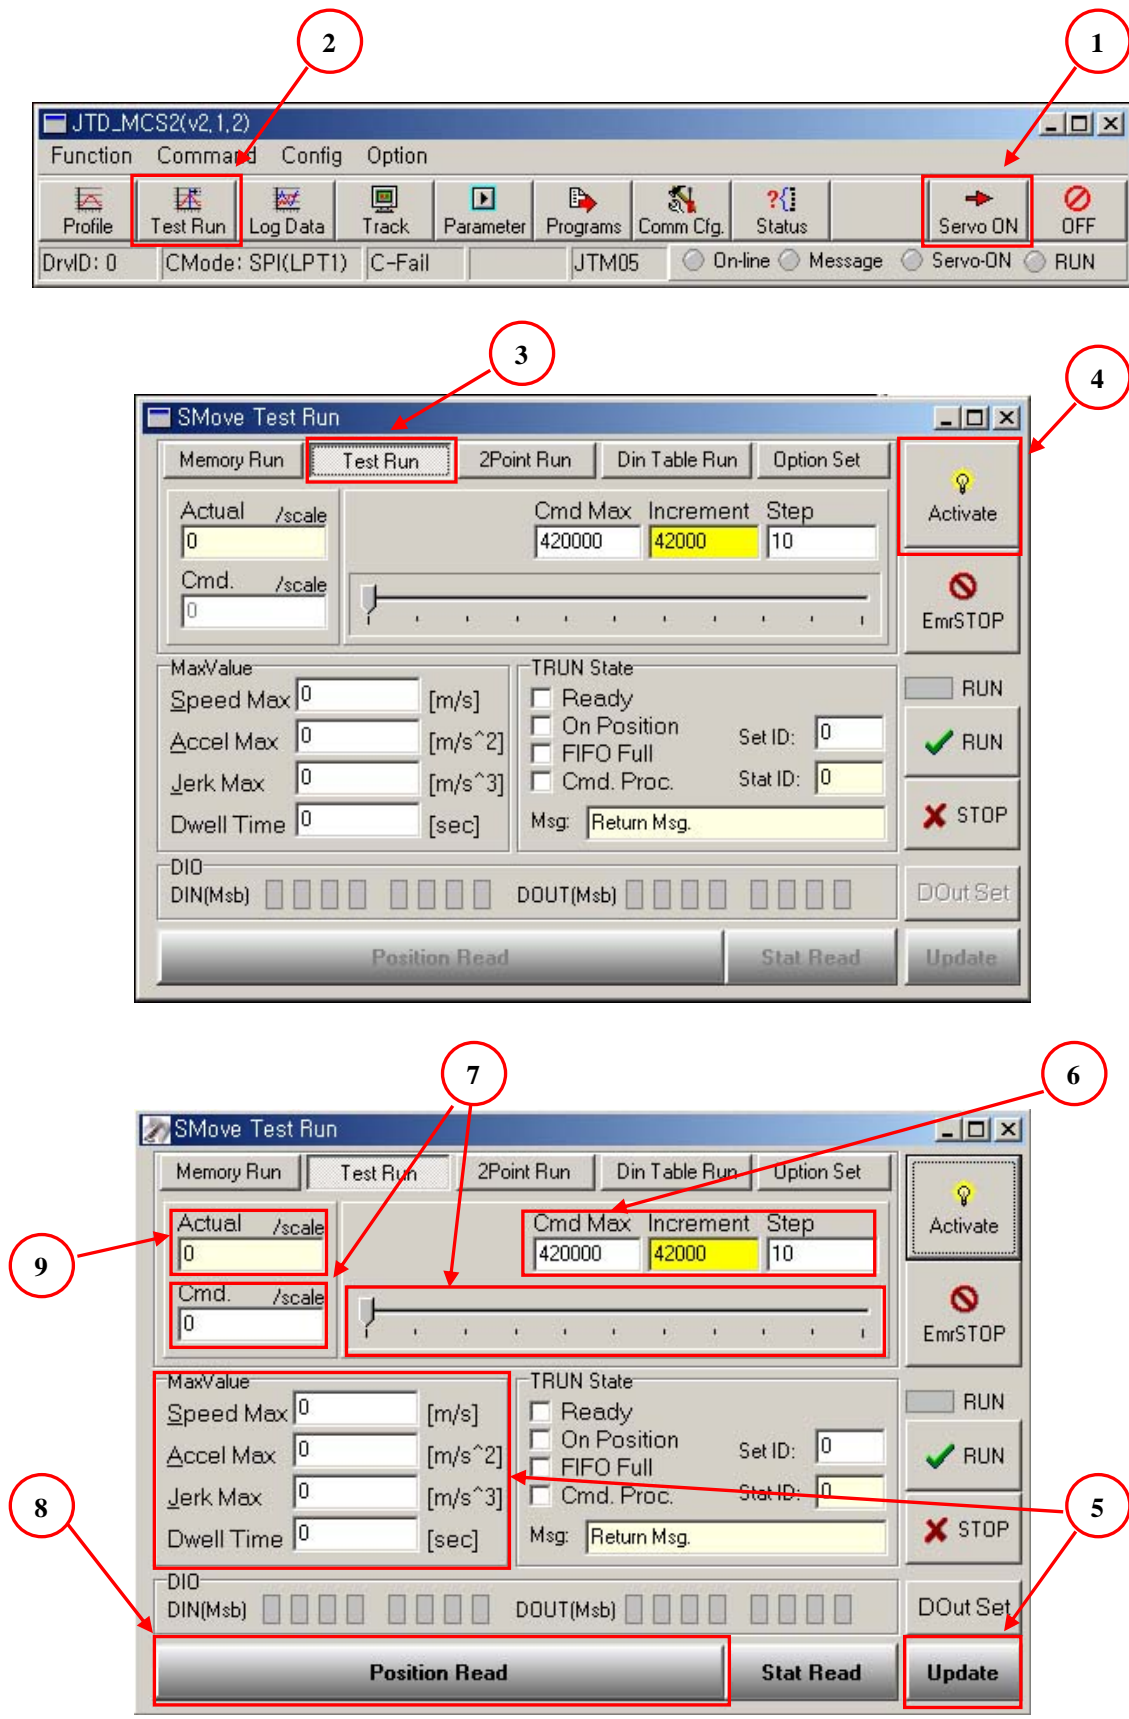 2
1
JTD_MCS2(v2,1,2)
Function Command Config Option
Profile Test Run Log Data Track Parameter Programs Comm Cfg. Status Servo ON OFF
DrvID: 0 CMode: SPI(LPT1) C-Fail JTM05 On-line Message Servo-ON RUN
3
4
SMove Test Run
Memory Run Test Run 2Point Run Din Table Run Option Set
Activate
Actual /scale Cmd Max Increment Step
0 420000 42000 10
Cmd. /scale
0
EmrSTOP
MaxValue TRUN State
Speed Max 0 [m/s] Ready RUN
Accel Max 0 [m/s^2] On Position Set ID: 0 RUN
FIFO Full
Jerk Max 0 [m/s^3] Cmd. Proc. Stat ID: 0
Dwell Time 0 [sec] Msg: Return Msg. STOP
DIO
DIN(Msb) DOUT(Msb) DOut Set
Position Read Stat Read Update
7
6
SMove Test Run
Memory Run Test Run 2Point Run Din Table Run Option Set
Activate
Actual /scale Cmd Max Increment Step
0 420000 42000 10
9
Cmd. /scale
0
EmrSTOP
MaxValue TRUN State
Speed Max 0 [m/s] Ready RUN
Accel Max 0 [m/s^2] On Position Set ID: 0 RUN
FIFO Full
Jerk Max 0 [m/s^3] Cmd. Proc. Stat ID: 0
8
5
Dwell Time 0 [sec] Msg: Return Msg. STOP
DIO
DIN(Msb) DOUT(Msb) DOut Set
Position Read Stat Read Update